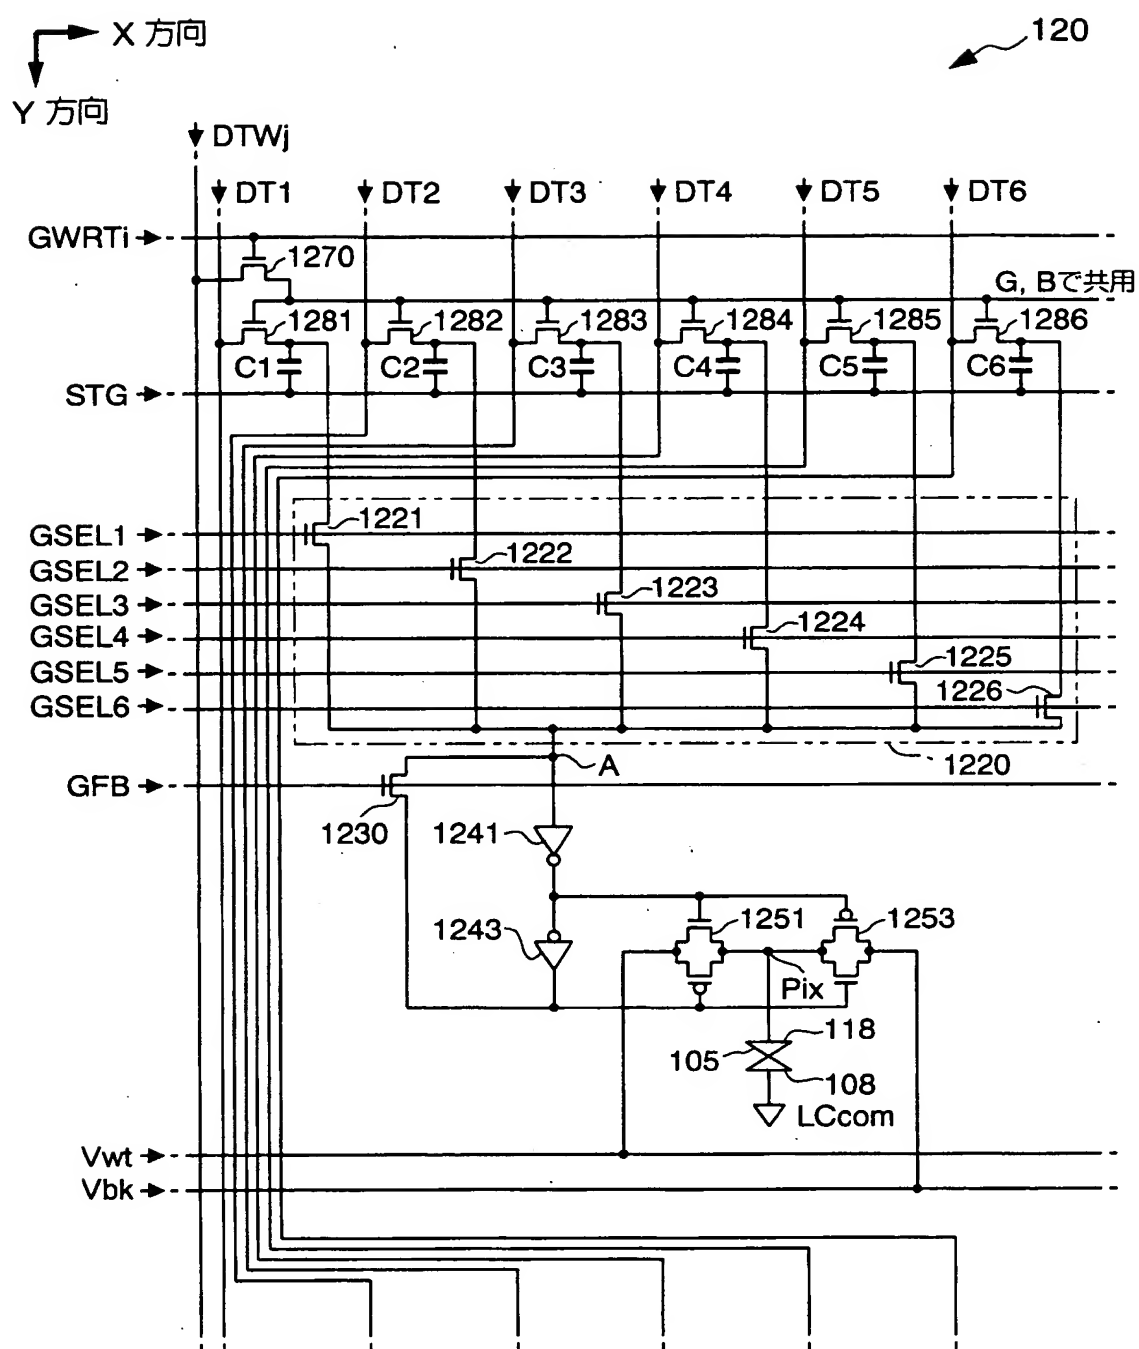 X 方向
120
Y 方向
DTWj
DT1
DT2
DT3
DT4
DT5
DT6
GWRTi
1270
G, Bで共用
1281
1282
1283
1284
1285
1286
C1
C2
C3
C4
C5
C6
STG
1221
GSEL1
1222
GSEL2
1223
GSEL3
1224
GSEL4
1225
GSEL5
1226
GSEL6
1220
A
GFB
1230
1241
1251
1253
1243
Pix
118
105
108
LCcom
Vwt
Vbk